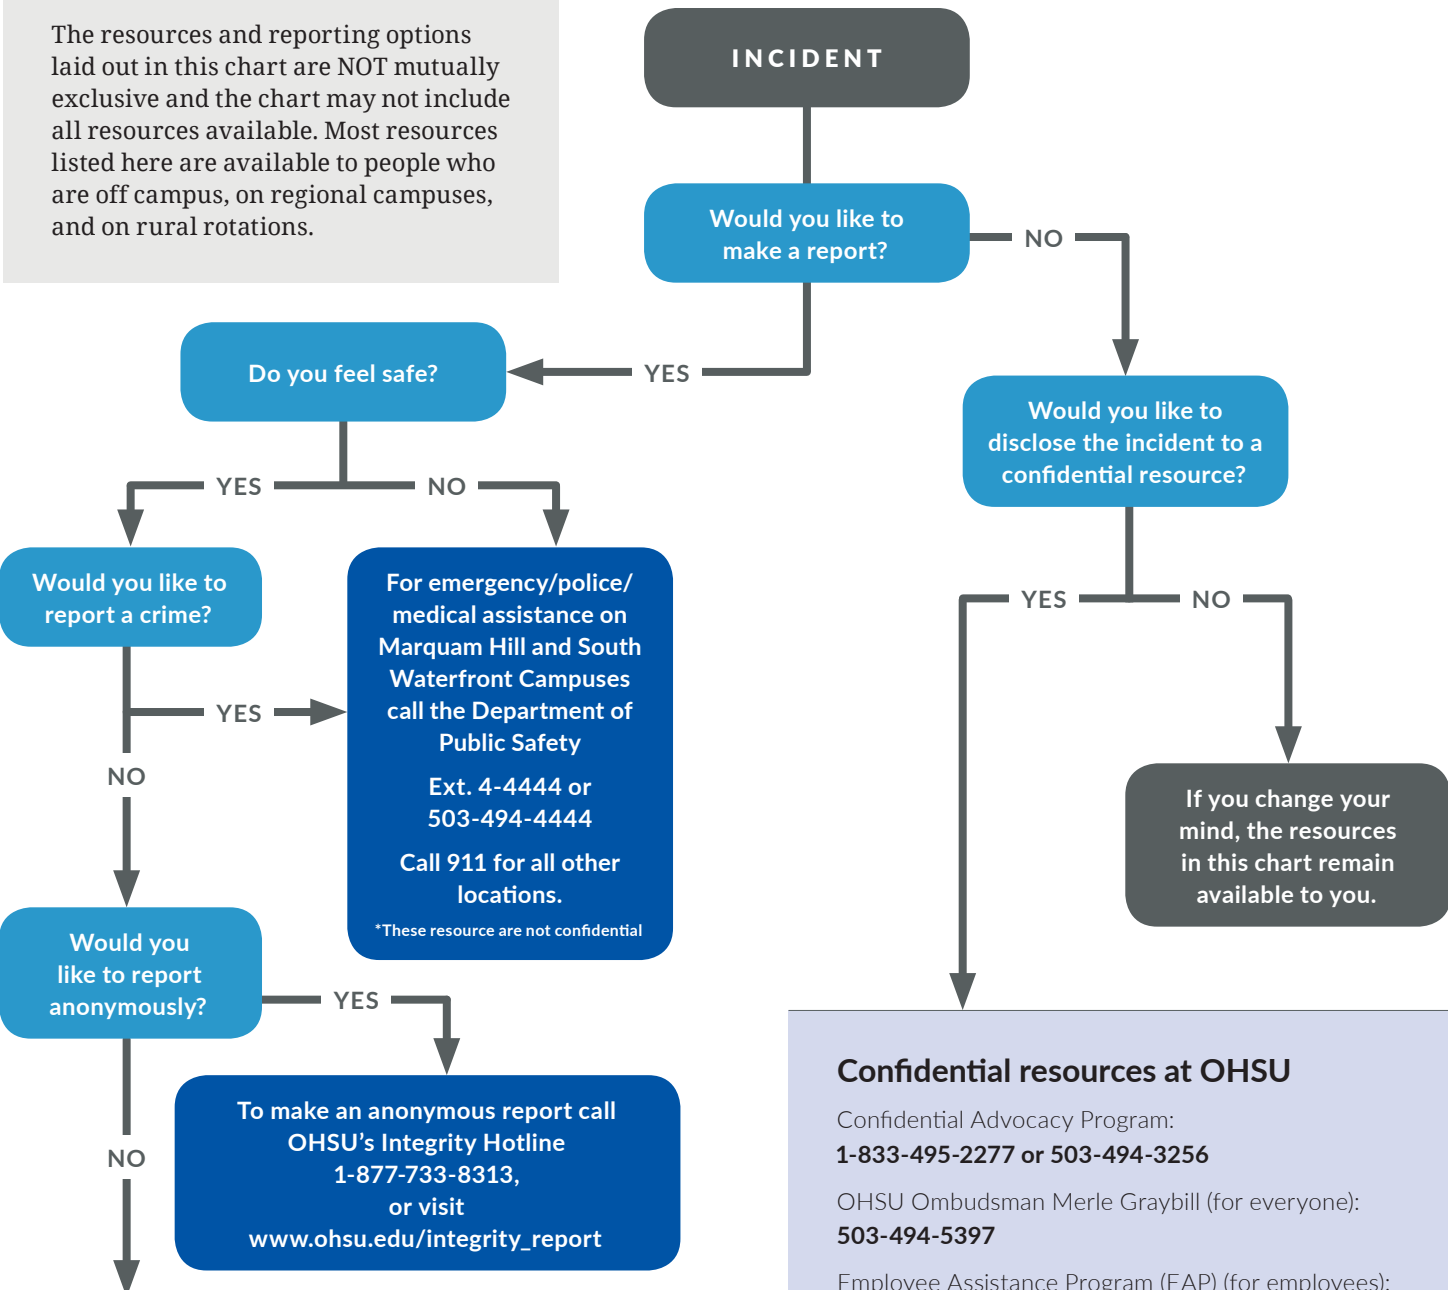 The resources and reporting options
laid out in this chart are NOT mutually
exclusive and the chart may not include
all resources available. Most resources
listed here are available to people who
are off campus, on regional campuses,
and on rural rotations.
INCIDENT
Would you like to
make a report?
NO
YES
Do you feel safe?
Would you like to
disclose the incident to a
confidential resource?
YES
NO
Would you like to
report a crime?
YES
NO
For emergency/police/
medical assistance on
Marquam Hill and South
Waterfront Campuses
call the Department of
Public Safety
Ext. 4-4444 or
503-494-4444
Call 911 for all other
locations.
*These resource are not confidential
YES
NO
If you change your
mind, the resources
in this chart remain
available to you.
Would you
like to report
anonymously?
YES
NO
To make an anonymous report call
OHSU's Integrity Hotline
1-877-733-8313,
or visit
www.ohsu.edu/integrity_report
Confidential resources at OHSU
Confidential Advocacy Program:
1-833-495-2277 or 503-494-3256
OHSU Ombudsman Merle Graybill (for everyone):
503-494-5397
Employee Assistance Program (EAP) (for employees):